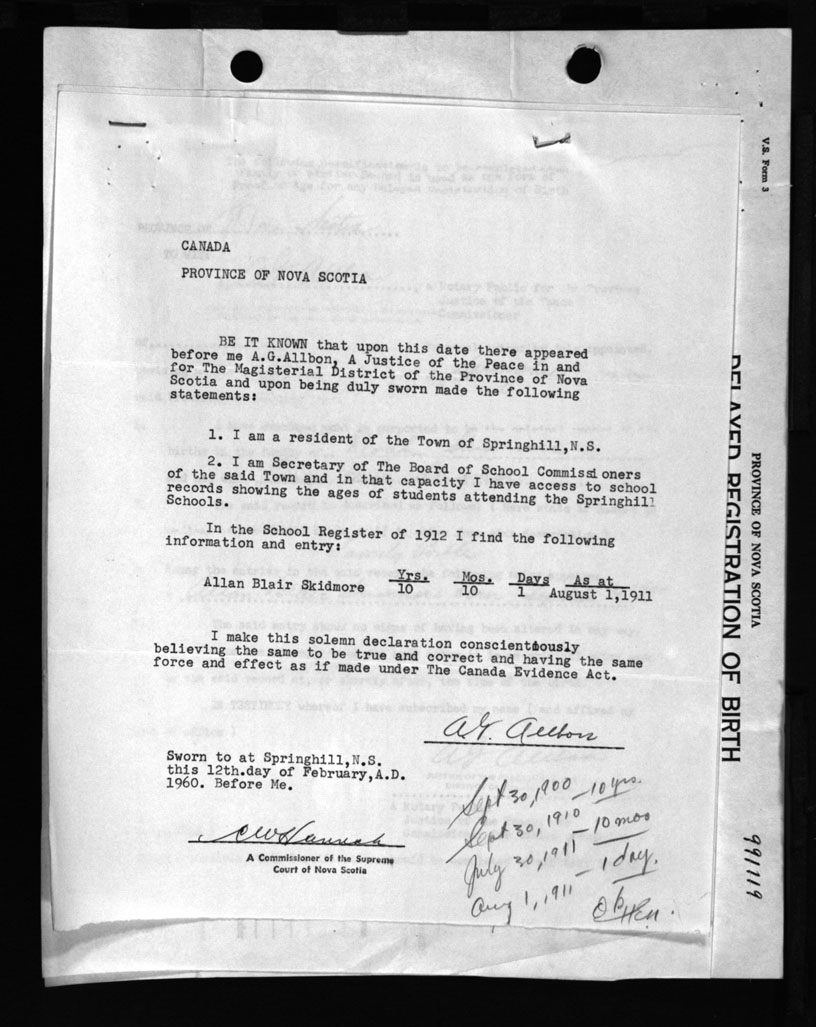 CANADA
PROVINCE OF NOVA SCOTIA
BE IT KNOWN that upon this date there appeared
before me A.G.Allbon, A Justice of the Peace in and
for The Magisterial District of the Province of Nova
Scotia and upon being duly sworn made the following
statements:
1. I am a resident of the Town of Springhill,N.S.
2. I am Secretary of The Board of School Commissioners
of the said Town and in that capacity I have access to school
records showing the ages of students attending the Springhill
Schools.
In the School Register of 1912 I find the following
information and entry:
Yrs. Mos. Days As at
Allan Blair Skidmore 10 10 1 August 1,1911
I make this solemn declaration conscientiously
believing the same to be true and correct and having the same
force and effect as if made under The Canada Evidence Act.
A.G. Allbon
Sworn to at Springhill,N.S.
this 12th.day of February,A.D.
1960. Before Me.
A Commissioner of the Supreme
Court of Nova Scotia
Sept 30, 1900 – 10 yrs.
Sept 30, 1910 – 10 mos
July 30, 1911 – 1 day.
Aug 1, 1911
V.S. Form 3
PROVINCE OF NOVA SCOTIA
DELAYED REGISTRATION OF BIRTH
991119